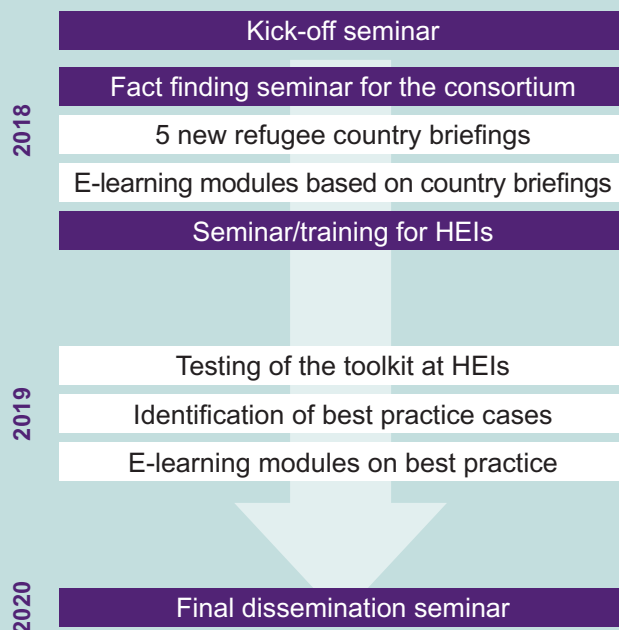 Kick-off seminar
2018
Fact finding seminar for the consortium
5 new refugee country briefings
E-learning modules based on country briefings
Seminar/training for HEIs
2019
Testing of the toolkit at HEIs
Identification of best practice cases
E-learning modules on best practice
2020
Final dissemination seminar